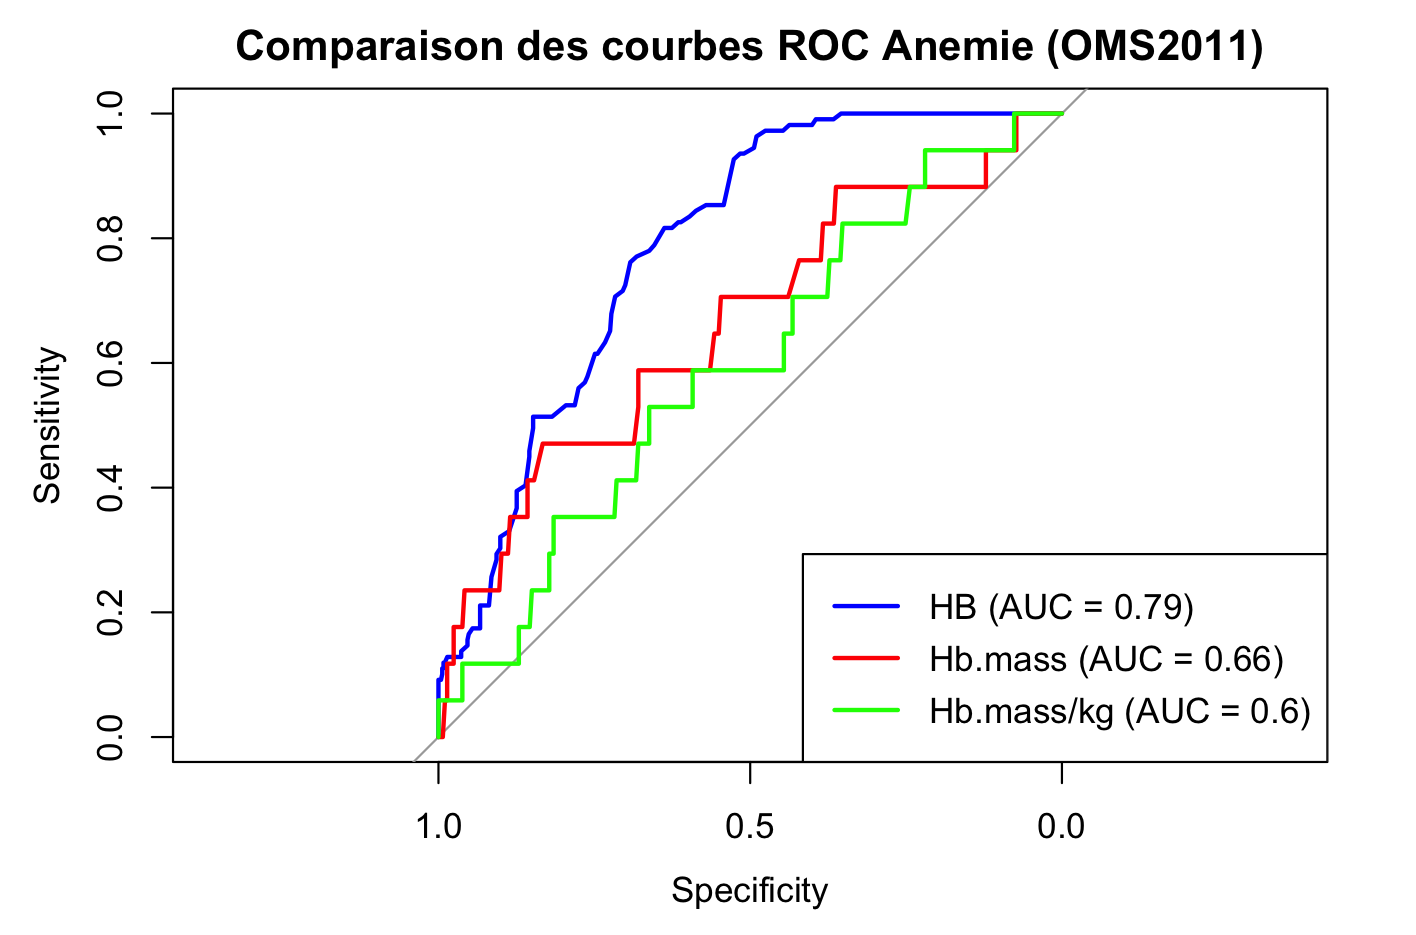 Comparaison des courbes ROC Anemie (OMS2011)
Sensitivity
1.0
0.8
0.6
0.4
0.2
0.0
HB (AUC = 0.79)
Hb.mass (AUC = 0.66)
Hb.mass/kg (AUC = 0.6)
1.0 0.5 0.0
Specificity